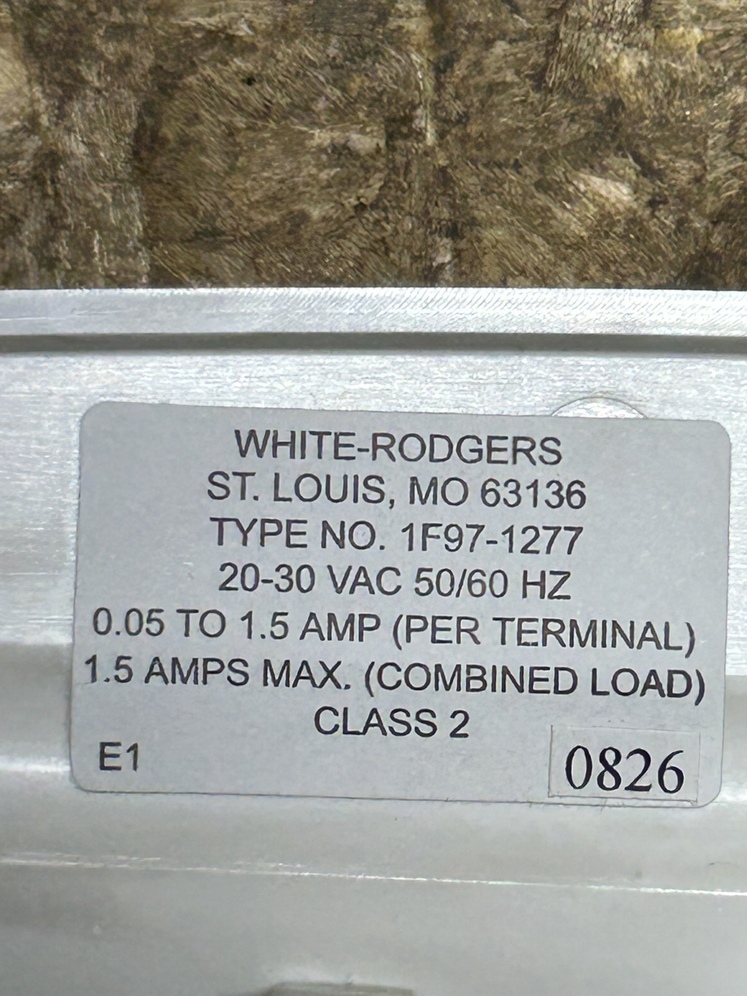 WHITE-RODGERS
ST. LOUIS, MO 63136
TYPE NO. 1F97-1277
20-30 VAC 50/60 HZ
0.05 TO 1.5 AMP (PER TERMINAL)
1.5 AMPS MAX. (COMBINED LOAD)
CLASS 2
E1 0826